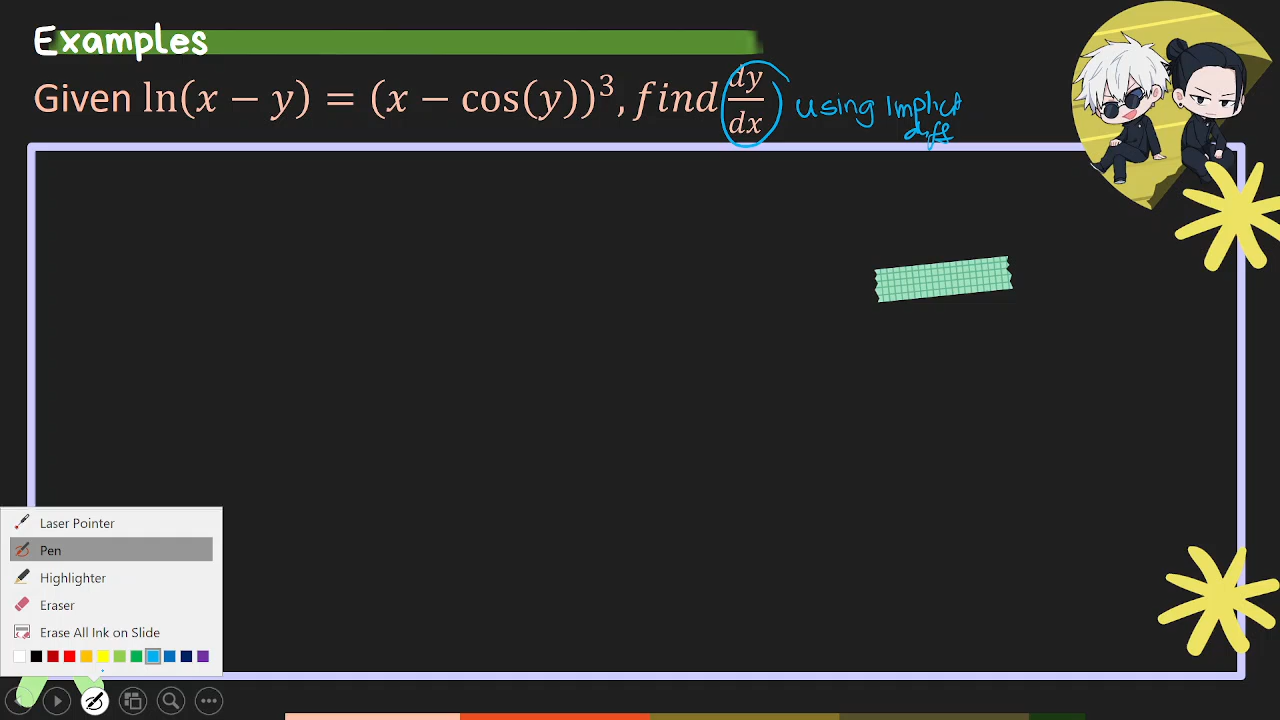 Examples
Given ln(x − y) = (x − cos(y))³, find dy/dx using Implicit
diff
Laser Pointer
Pen
Highlighter
Eraser
Erase All Ink on Slide